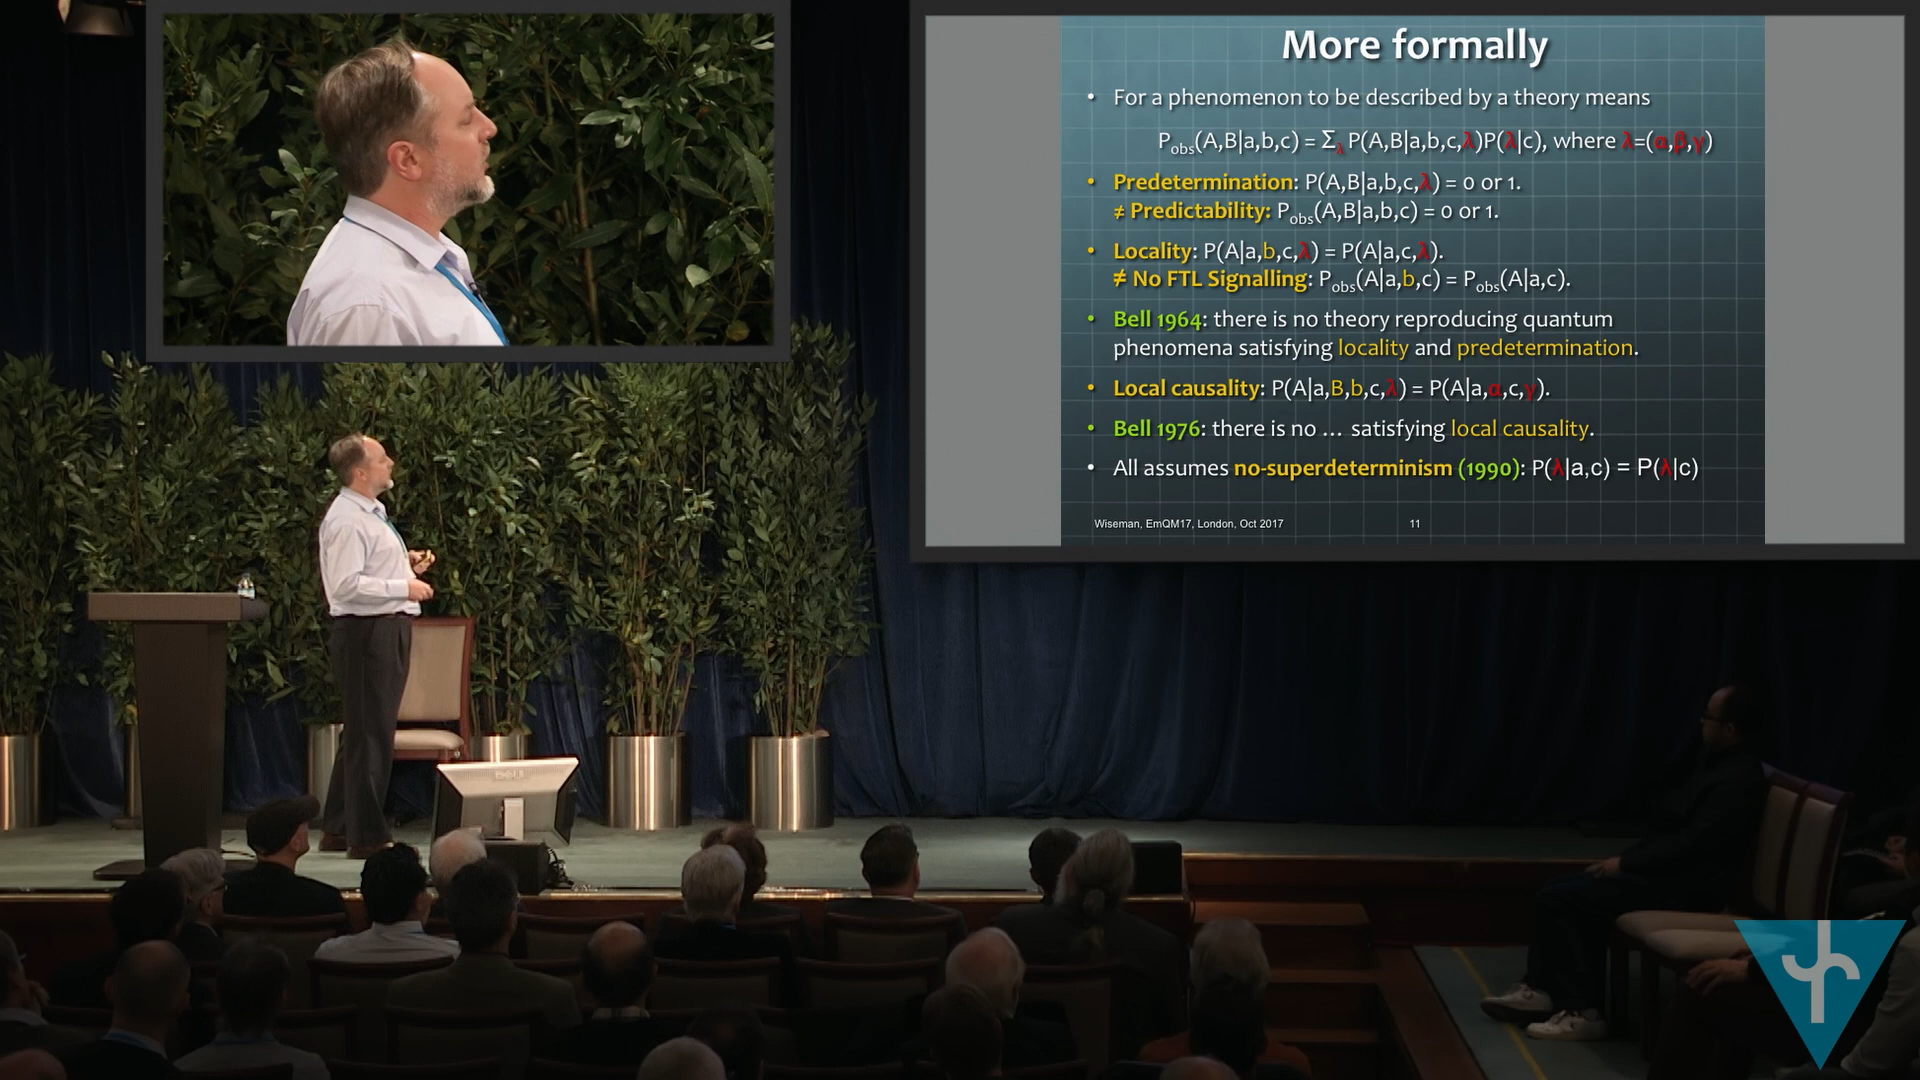 More formally
• For a phenomenon to be described by a theory means
Pobs(A,B|a,b,c) = Σλ P(A,B|a,b,c,λ)P(λ|c), where λ=(α,β,γ)
• Predetermination: P(A,B|a,b,c,λ) = 0 or 1.
≠ Predictability: Pobs(A,B|a,b,c) = 0 or 1.
• Locality: P(A|a,b,c,λ) = P(A|a,c,λ).
≠ No FTL Signalling: Pobs(A|a,b,c) = Pobs(A|a,c).
• Bell 1964: there is no theory reproducing quantum
phenomena satisfying locality and predetermination.
• Local causality: P(A|a,B,b,c,λ) = P(A|a,α,c,γ).
• Bell 1976: there is no … satisfying local causality.
• All assumes no-superdeterminism (1990): P(λ|a,c) = P(λ|c)
Wiseman, EmQM17, London, Oct 2017 11
DELL